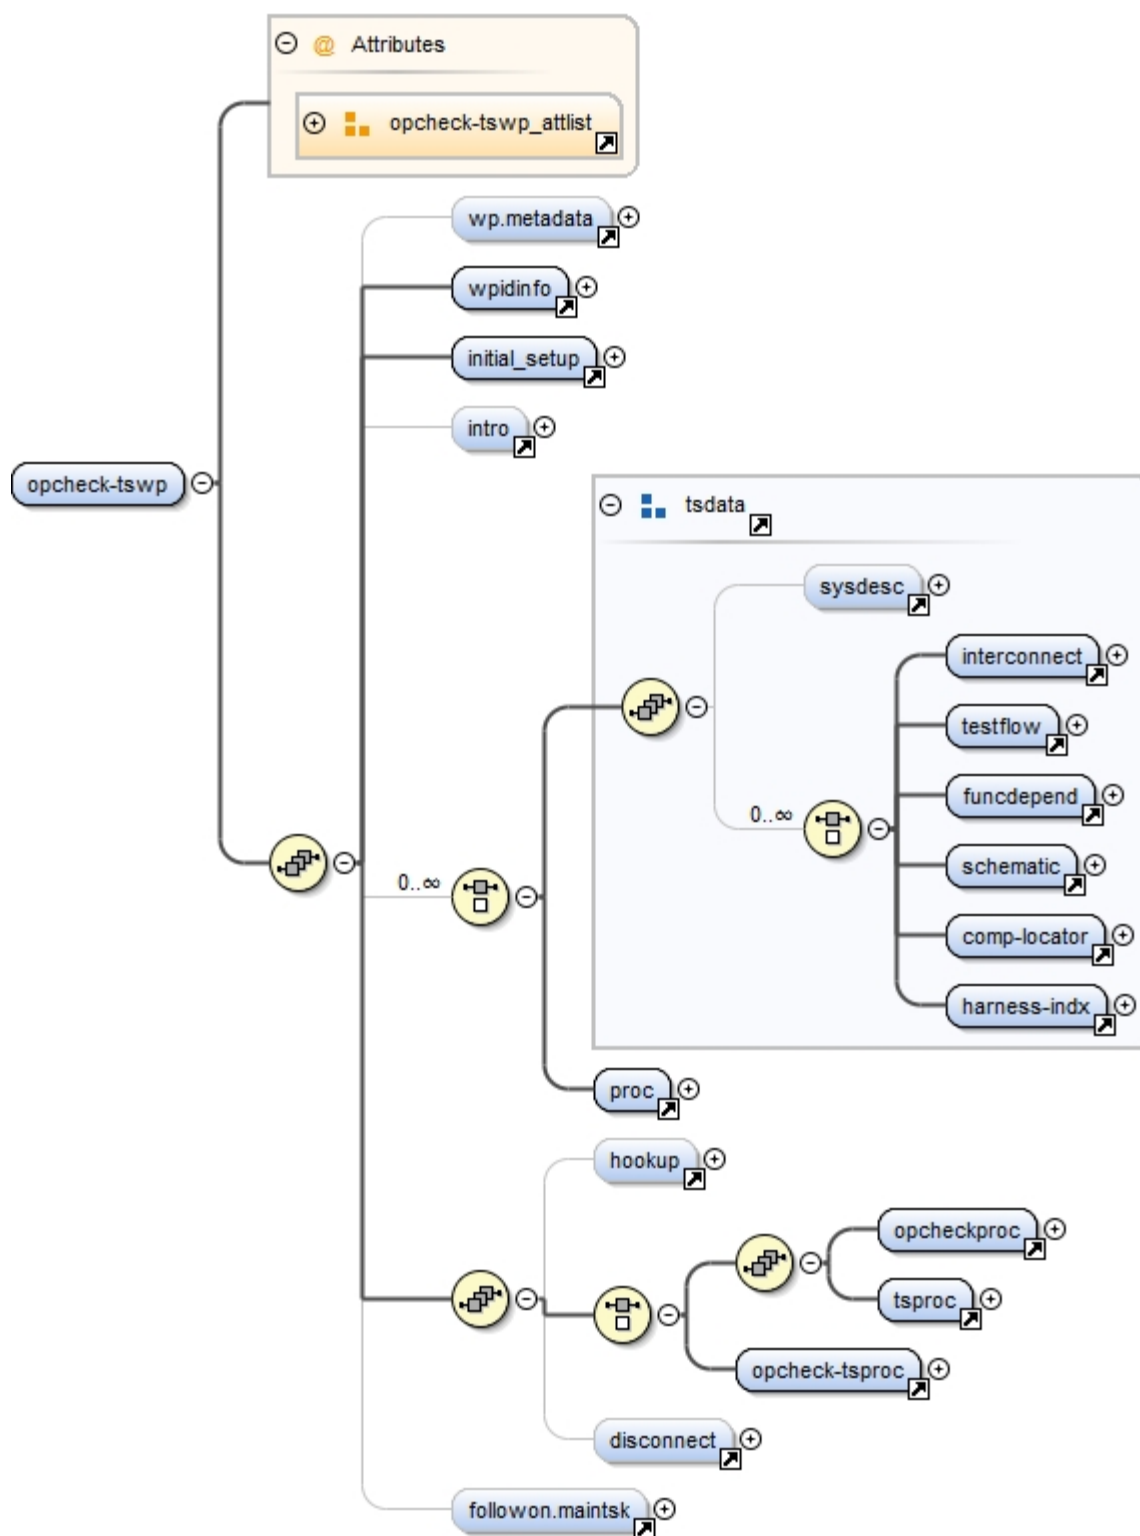 @ Attributes
opcheck-tswp_attlist
wp.metadata
wpidinfo
initial_setup
intro
opcheck-tswp
tsdata
sysdesc
interconnect
testflow
funcdepend
0..∞
schematic
0..∞
comp-locator
harness-indx
proc
hookup
opcheckproc
tsproc
opcheck-tsproc
disconnect
followon.maintsk